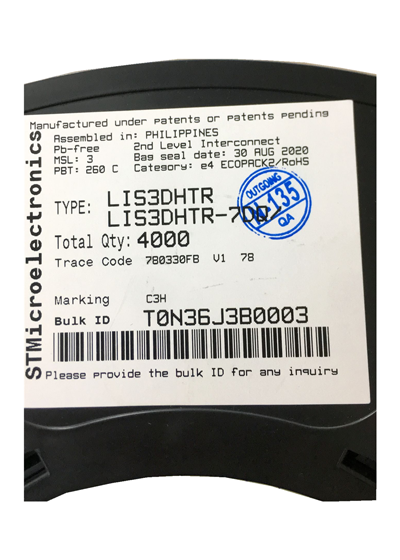 Manufactured under patents or patents pending
Assembled in: PHILIPPINES
Pb-free 2nd Level Interconnect
MSL: 3 Bag seal date: 30 AUG 2020
PBT: 260 C Category: e4 ECOPACK2/RoHS
TYPE: LIS3DHTR
LIS3DHTR-
OUTGOING
135
QA
Total Qty: 4000
Trace Code 780330FB V1 7B
Marking C3H
Bulk ID T0N36J3B0003
Please provide the bulk ID for any inquiry
STMicroelectronics